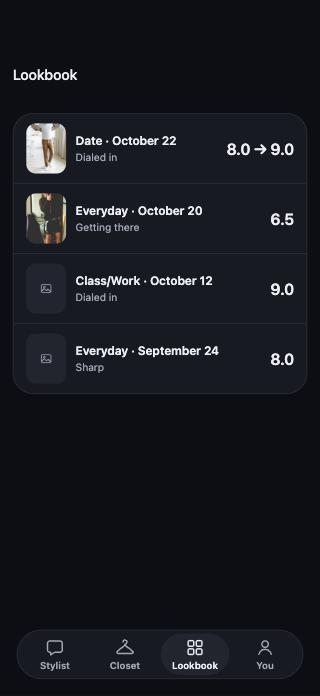 Lookbook
Date · October 22
Dialed in
8.0 → 9.0
Everyday · October 20
Getting there
6.5
Class/Work · October 12
Dialed in
9.0
Everyday · September 24
Sharp
8.0
Stylist
Closet
Lookbook
You